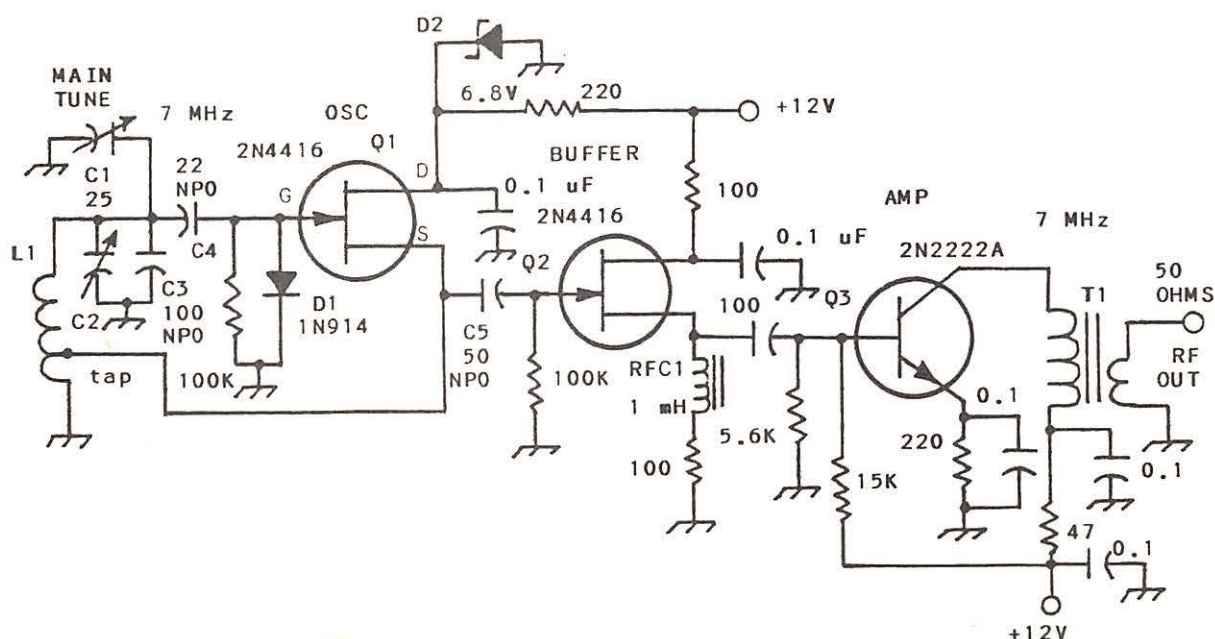 D2
MAIN
TUNE
7 MHz
OSC
6.8V
220
+12V
2N4416
Q1
BUFFER
C1
25
22
NPO
G
D
S
0.1 uF
100
AMP
7 MHz
L1
C4
2N4416
0.1 uF
2N2222A
50
OHMS
C3
100
NPO
C2
D1
1N914
Q2
100
Q3
T1
C5
50
NPO
RF
OUT
tap
100K
100K
RFC1
1 mH
5.6K
0.1
220
100
15K
0.1
47
0.1
+12V